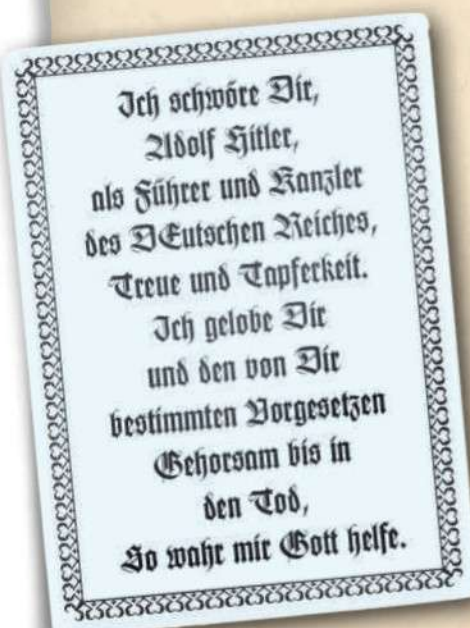 Ich schwöre Dir,
Adolf Hitler,
als Führer und Kanzler
des DEutschen Reiches,
Treue und Tapferkeit.
Ich gelobe Dir
und den von Dir
bestimmten Vorgesetzen
Gehorsam bis in
den Tod,
So wahr mir Gott helfe.